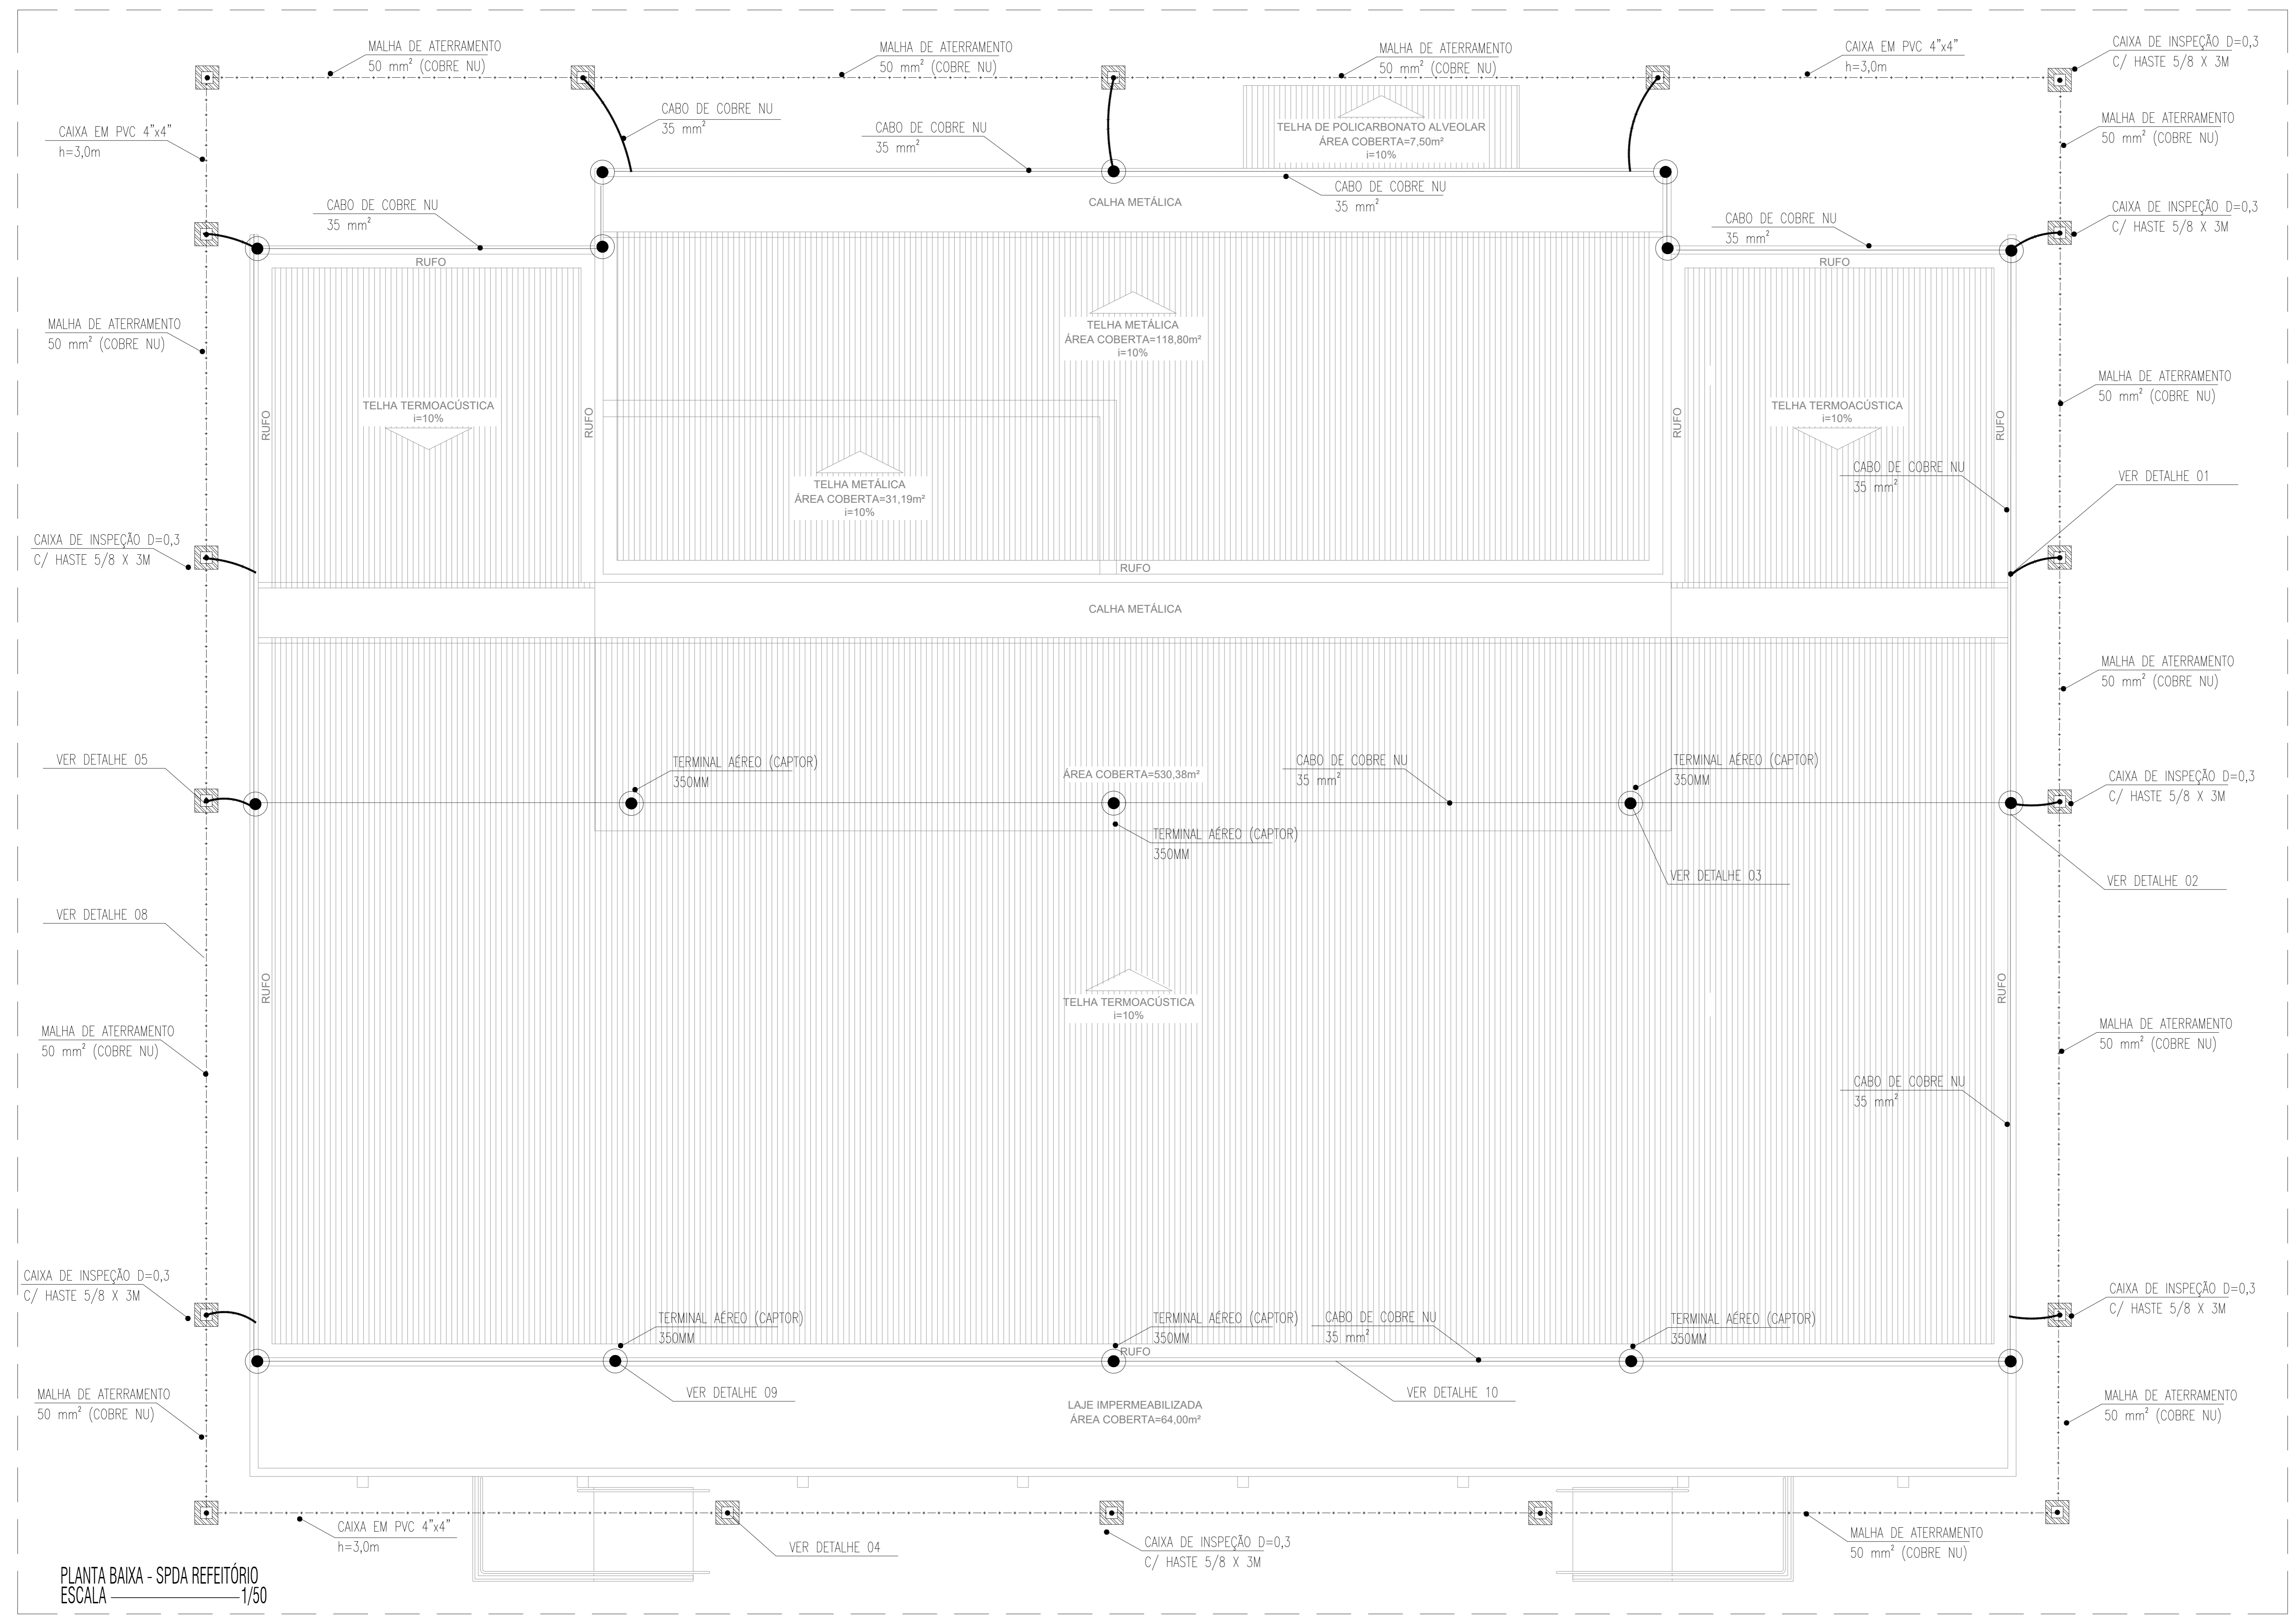 MALHA DE ATERRAMENTO
50 mm² (COBRE NU)
MALHA DE ATERRAMENTO
50 mm² (COBRE NU)
MALHA DE ATERRAMENTO
50 mm² (COBRE NU)
CAIXA EM PVC 4"x4"
h=3,0m
CAIXA DE INSPEÇÃO D=0,3
C/ HASTE 5/8 X 3M
CAIXA EM PVC 4"x4"
h=3,0m
CABO DE COBRE NU
35 mm²
CABO DE COBRE NU
35 mm²
TELHA DE POLICARBONATO ALVEOLAR
ÁREA COBERTA=7,50m²
i=10%
MALHA DE ATERRAMENTO
50 mm² (COBRE NU)
CABO DE COBRE NU
35 mm²
CALHA METÁLICA
CABO DE COBRE NU
35 mm²
CABO DE COBRE NU
35 mm²
CAIXA DE INSPEÇÃO D=0,3
C/ HASTE 5/8 X 3M
RUFO
RUFO
MALHA DE ATERRAMENTO
50 mm² (COBRE NU)
TELHA METÁLICA
ÁREA COBERTA=118,80m²
i=10%
MALHA DE ATERRAMENTO
50 mm² (COBRE NU)
RUFO
TELHA TERMOACÚSTICA
i=10%
RUFO
RUFO
TELHA TERMOACÚSTICA
i=10%
RUFO
TELHA METÁLICA
ÁREA COBERTA=31,19m²
i=10%
CABO DE COBRE NU
35 mm²
VER DETALHE 01
CAIXA DE INSPEÇÃO D=0,3
C/ HASTE 5/8 X 3M
RUFO
CALHA METÁLICA
MALHA DE ATERRAMENTO
50 mm² (COBRE NU)
VER DETALHE 05
TERMINAL AÉREO (CAPTOR)
350MM
ÁREA COBERTA=530,38m²
CABO DE COBRE NU
35 mm²
TERMINAL AÉREO (CAPTOR)
350MM
CAIXA DE INSPEÇÃO D=0,3
C/ HASTE 5/8 X 3M
TERMINAL AÉREO (CAPTOR)
350MM
VER DETALHE 03
VER DETALHE 02
VER DETALHE 08
RUFO
TELHA TERMOACÚSTICA
i=10%
RUFO
MALHA DE ATERRAMENTO
50 mm² (COBRE NU)
MALHA DE ATERRAMENTO
50 mm² (COBRE NU)
CABO DE COBRE NU
35 mm²
CAIXA DE INSPEÇÃO D=0,3
C/ HASTE 5/8 X 3M
TERMINAL AÉREO (CAPTOR)
350MM
TERMINAL AÉREO (CAPTOR)
350MM
CABO DE COBRE NU
35 mm²
TERMINAL AÉREO (CAPTOR)
350MM
CAIXA DE INSPEÇÃO D=0,3
C/ HASTE 5/8 X 3M
RUFO
MALHA DE ATERRAMENTO
50 mm² (COBRE NU)
VER DETALHE 09
LAJE IMPERMEABILIZADA
ÁREA COBERTA=64,00m²
VER DETALHE 10
MALHA DE ATERRAMENTO
50 mm² (COBRE NU)
CAIXA EM PVC 4"x4"
h=3,0m
VER DETALHE 04
CAIXA DE INSPEÇÃO D=0,3
C/ HASTE 5/8 X 3M
MALHA DE ATERRAMENTO
50 mm² (COBRE NU)
PLANTA BAIXA - SPDA REFEITÓRIO
ESCALA 1/50